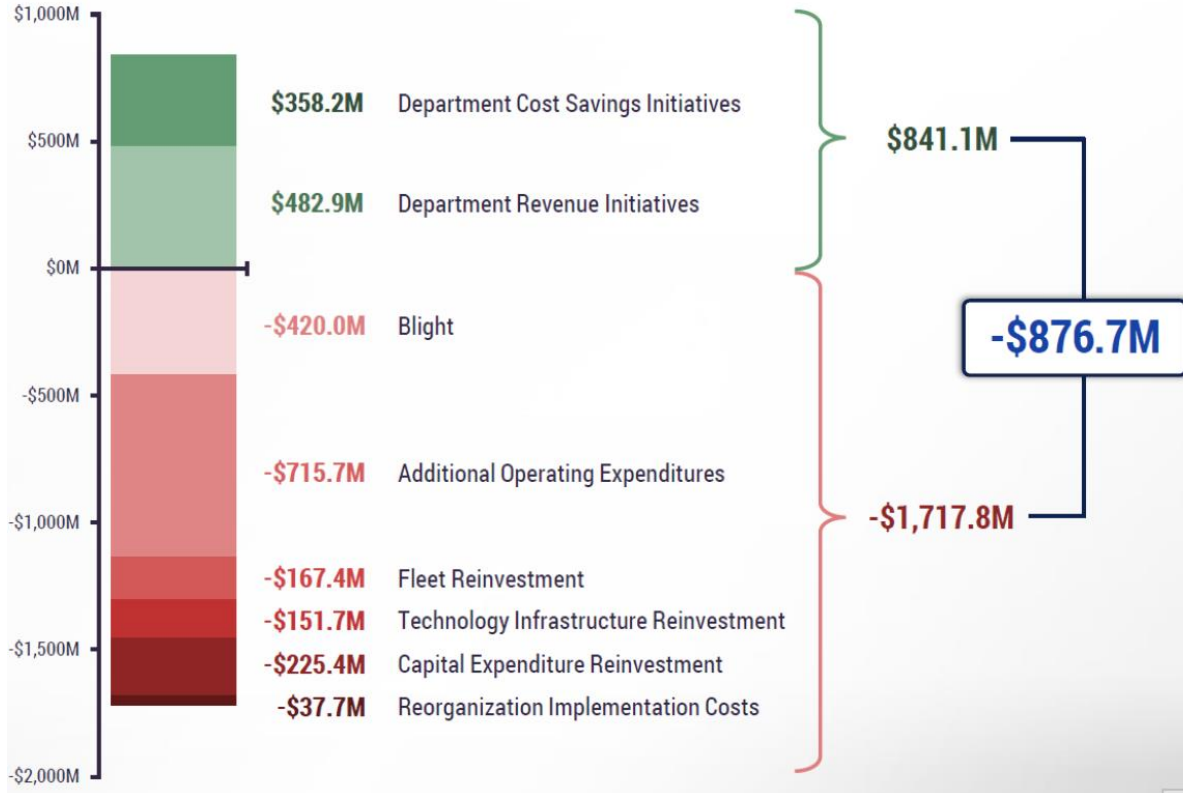 $1,000M
$500M
$0M
-$500M
-$1,000M
-$1,500M
-$2,000M
$358.2M Department Cost Savings Initiatives
$482.9M Department Revenue Initiatives
-$420.0M Blight
-$715.7M Additional Operating Expenditures
-$167.4M Fleet Reinvestment
-$151.7M Technology Infrastructure Reinvestment
-$225.4M Capital Expenditure Reinvestment
-$37.7M Reorganization Implementation Costs
$841.1M
-$876.7M
-$1,717.8M